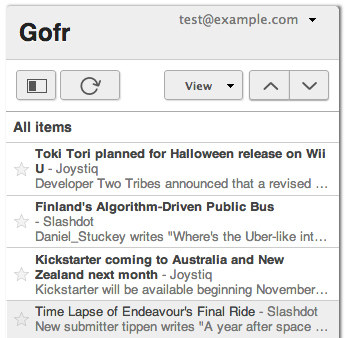 test@example.com
Gofr
View
All items
Toki Tori planned for Halloween release on Wii
U - Joystiq
Developer Two Tribes announced that a revised ...
Finland's Algorithm-Driven Public Bus
- Slashdot
Daniel_Stuckey writes "Where's the Uber-like int...
Kickstarter coming to Australia and New
Zealand next month - Joystiq
Kickstarter will be available beginning November...
Time Lapse of Endeavour's Final Ride - Slashdot
New submitter tippen writes "A year after space ...